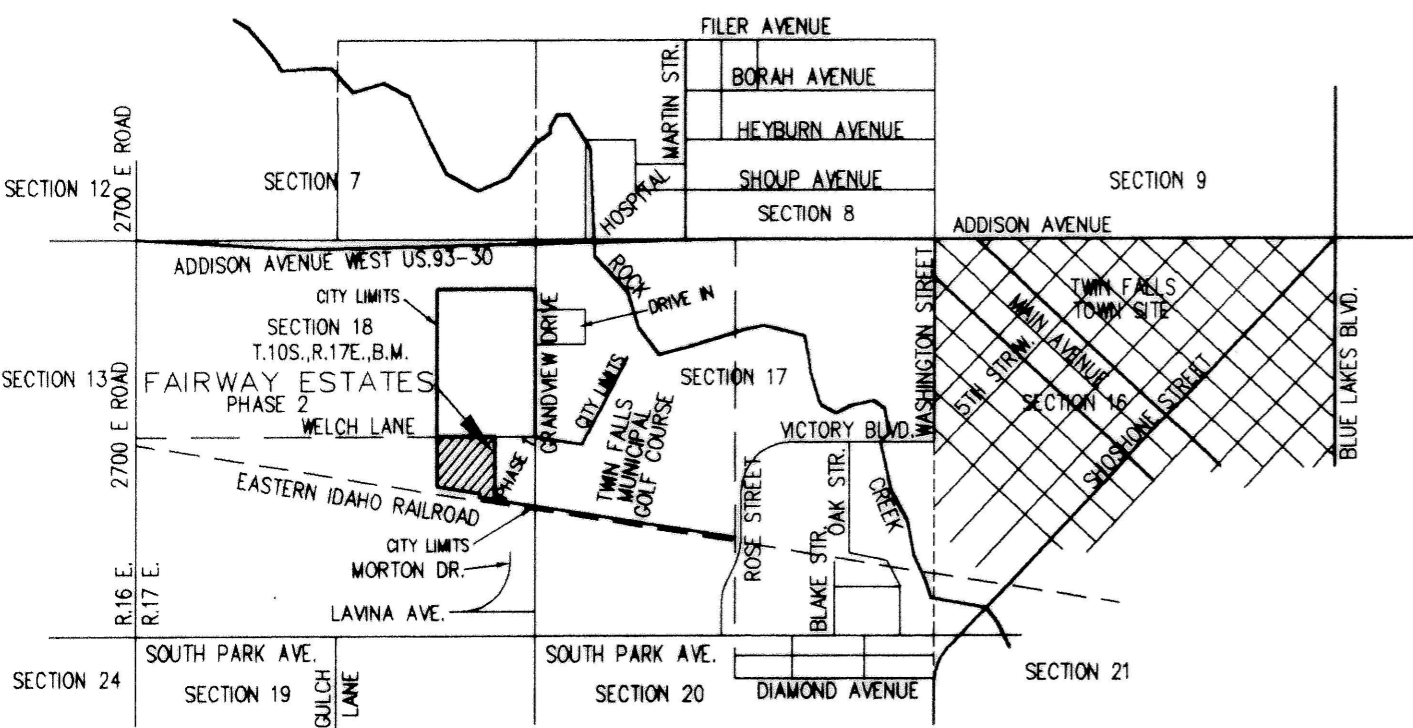 FILER AVENUE
MARTIN STR.
BORAH AVENUE
2700 E ROAD
HEYBURN AVENUE
SECTION 12
SECTION 7
HOSPITAL
SHOUP AVENUE
SECTION 9
SECTION 8
ADDISON AVENUE
ADDISON AVENUE WEST US.93-30
ROCK
CITY LIMITS
DRIVE IN
TWIN FALLS
TOWN SITE
SECTION 18
T.10S.,R.17E.,B.M.
GRANDVIEW DRIVE
WASHINGTON STREET
MAIN AVENUE
BLUE LAKES BLVD.
SECTION 13
2700 E ROAD
FAIRWAY ESTATES
PHASE 2
CITY LIMITS
SECTION 17
5TH STR.W.
SECTION 16
SHOSHONE STREET
WELCH LANE
VICTORY BLVD.
PHASE 1
TWIN FALLS
MUNICIPAL
GOLF COURSE
EASTERN IDAHO RAILROAD
ROSE STREET
OAK STR.
CREEK
CITY LIMITS
MORTON DR.
BLAKE STR.
LAVINA AVE.
R.16 E.
R.17 E.
SOUTH PARK AVE.
SOUTH PARK AVE.
SECTION 21
SECTION 24
SECTION 19
GULCH
LANE
SECTION 20
DIAMOND AVENUE